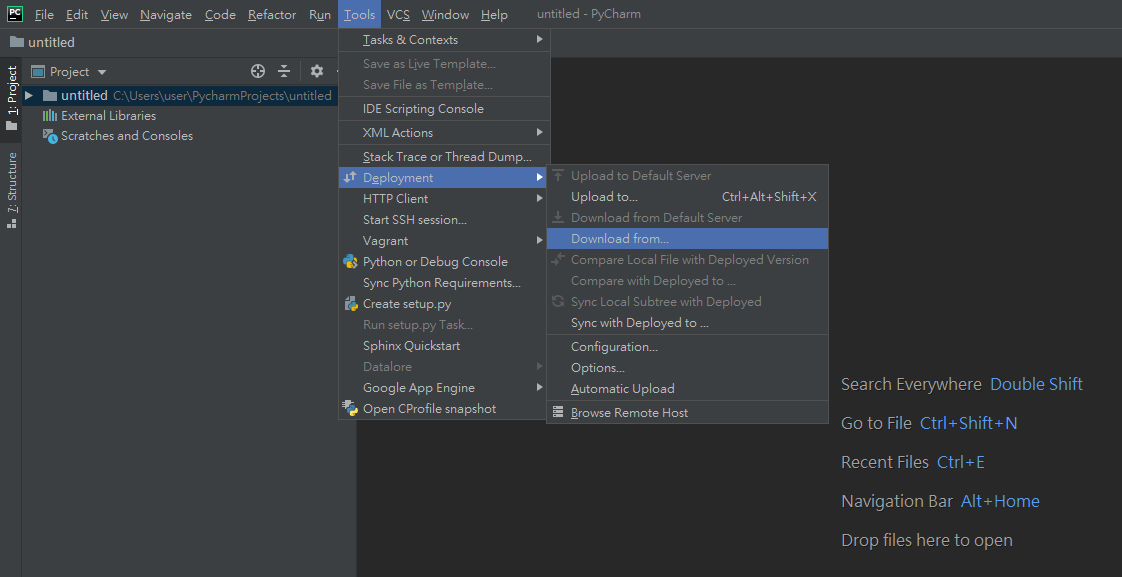 PC File Edit View Navigate Code Refactor Run Tools VCS Window Help untitled - PyCharm
untitled
1: Project
7: Structure
Project
untitled C:\Users\user\PycharmProjects\untitled
External Libraries
Scratches and Consoles
Tasks & Contexts
Save as Live Template...
Save File as Template...
IDE Scripting Console
XML Actions
Stack Trace or Thread Dump...
Deployment
HTTP Client
Start SSH session...
Vagrant
Python or Debug Console
Sync Python Requirements...
Create setup.py
Run setup.py Task...
Sphinx Quickstart
Datalore
Google App Engine
Open CProfile snapshot
Upload to Default Server
Upload to... Ctrl+Alt+Shift+X
Download from Default Server
Download from...
Compare Local File with Deployed Version
Compare with Deployed to ...
Sync Local Subtree with Deployed
Sync with Deployed to ...
Configuration...
Options...
Automatic Upload
Browse Remote Host
Search Everywhere Double Shift
Go to File Ctrl+Shift+N
Recent Files Ctrl+E
Navigation Bar Alt+Home
Drop files here to open